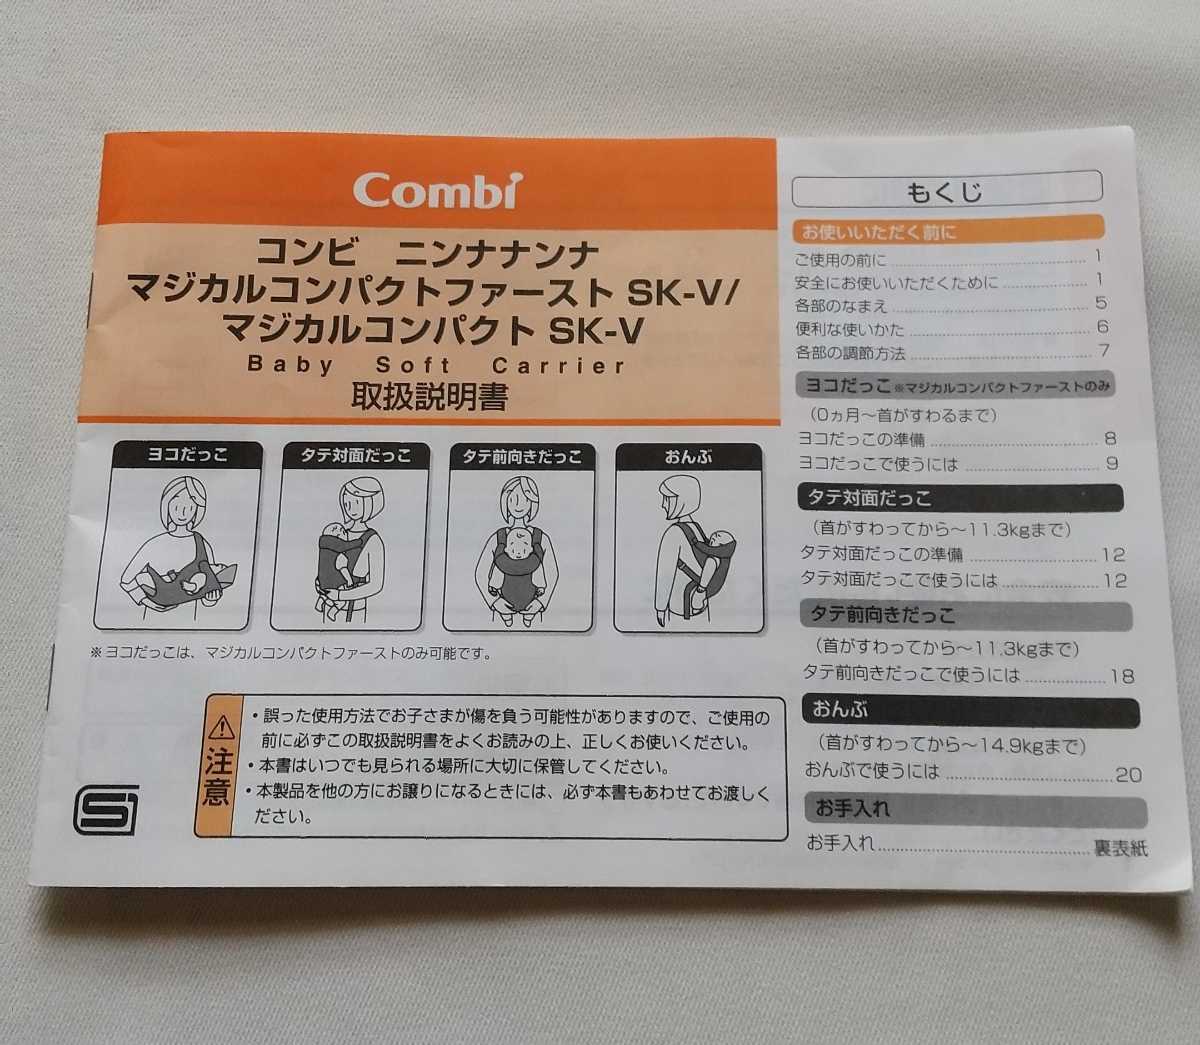 Combi
コンビ ニンナナンナ
マジカルコンパクトファースト SK-V/
マジカルコンパクト SK-V
Baby Soft Carrier
取扱説明書
ヨコだっこ
タテ対面だっこ
タテ前向きだっこ
おんぶ
※ヨコだっこは、マジカルコンパクトファーストのみ可能です。
注意
・誤った使用方法でお子さまが傷を負う可能性がありますので、ご使用の
前に必ずこの取扱説明書をよくお読みの上、正しくお使いください。
・本書はいつでも見られる場所に大切に保管してください。
・本製品を他の方にお譲りになるときには、必ず本書もあわせてお渡しく
ださい。
もくじ
お使いいただく前に
ご使用の前に 1
安全にお使いいただくために 1
各部のなまえ 5
便利な使いかた 6
各部の調節方法 7
ヨコだっこ※マジカルコンパクトファーストのみ
（0ヵ月〜首がすわるまで）
ヨコだっこの準備 8
ヨコだっこで使うには 9
タテ対面だっこ
（首がすわってから〜11.3kgまで）
タテ対面だっこの準備 12
タテ対面だっこで使うには 12
タテ前向きだっこ
（首がすわってから〜11.3kgまで）
タテ前向きだっこで使うには 18
おんぶ
（首がすわってから〜14.9kgまで）
おんぶで使うには 20
お手入れ
お手入れ 裏表紙